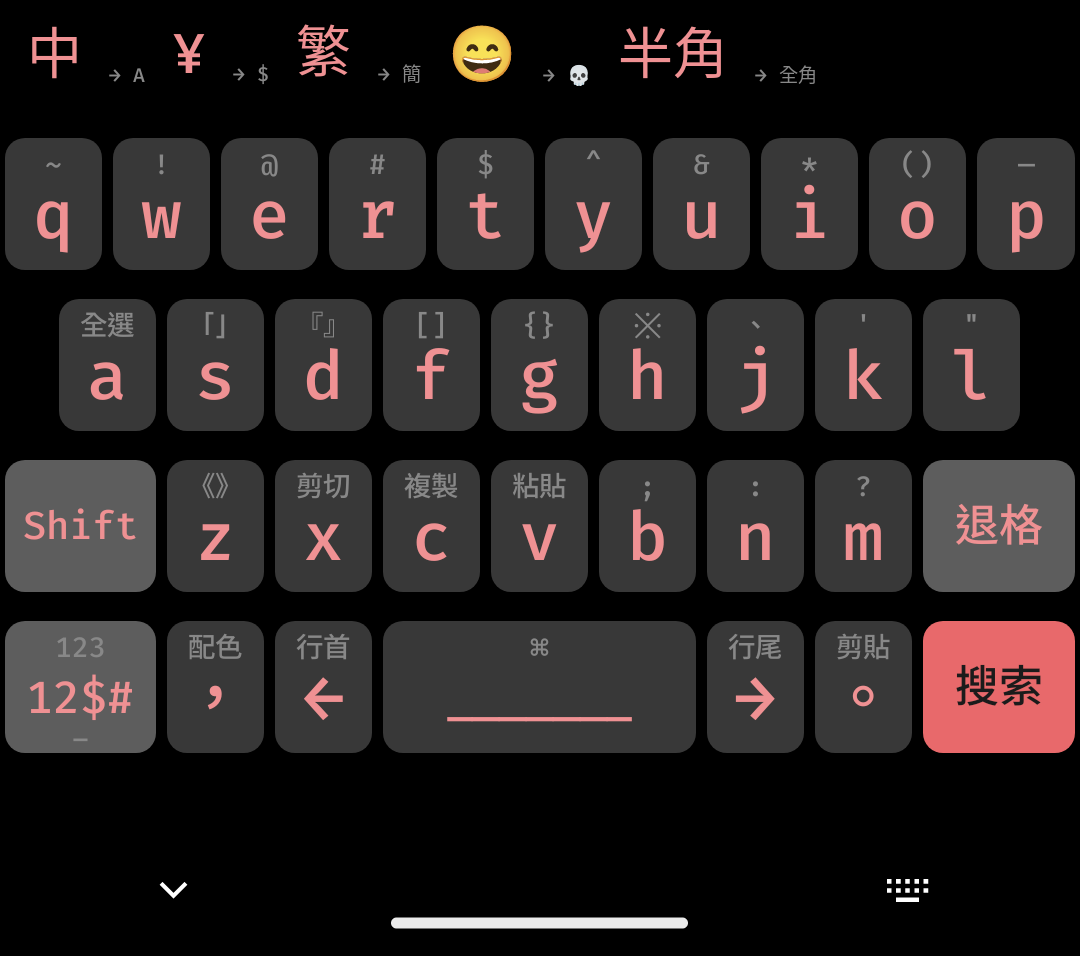 中 → A ¥ → $ 繁 → 簡 😄 → 💀 半角 → 全角
~ ! @ # $ ^ & * () —
q w e r t y u i o p
全選 「」 『』 [] {} ※ 、 ' "
a s d f g h j k l
《》 剪切 複製 粘貼 ; : ?
Shift z x c v b n m 退格
123 配色 行首 ⌘ 行尾 剪貼
12$# , ← → 。 搜索
—